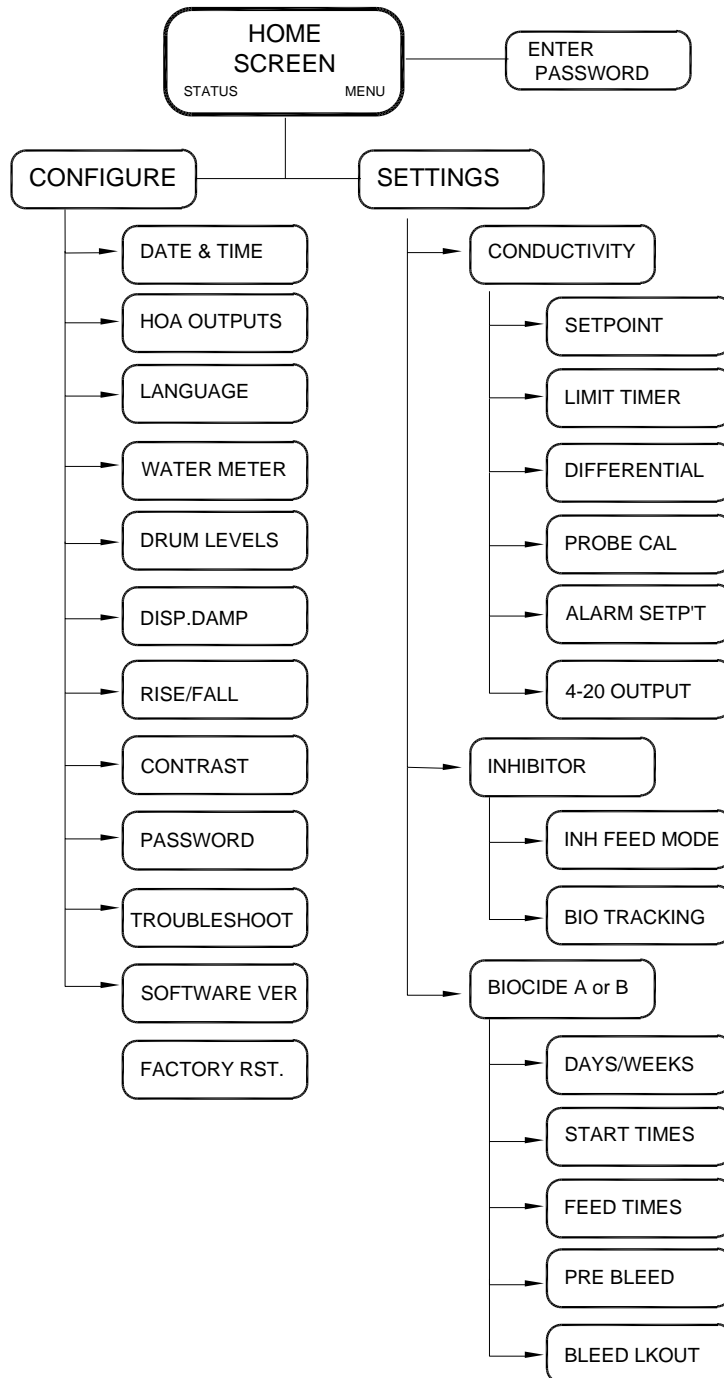 HOME
SCREEN
STATUS MENU
ENTER
PASSWORD
CONFIGURE
DATE & TIME
HOA OUTPUTS
LANGUAGE
WATER METER
DRUM LEVELS
DISP.DAMP
RISE/FALL
CONTRAST
PASSWORD
TROUBLESHOOT
SOFTWARE VER
FACTORY RST.
SETTINGS
CONDUCTIVITY
SETPOINT
LIMIT TIMER
DIFFERENTIAL
PROBE CAL
ALARM SETP'T
4-20 OUTPUT
INHIBITOR
INH FEED MODE
BIO TRACKING
BIOCIDE A or B
DAYS/WEEKS
START TIMES
FEED TIMES
PRE BLEED
BLEED LKOUT